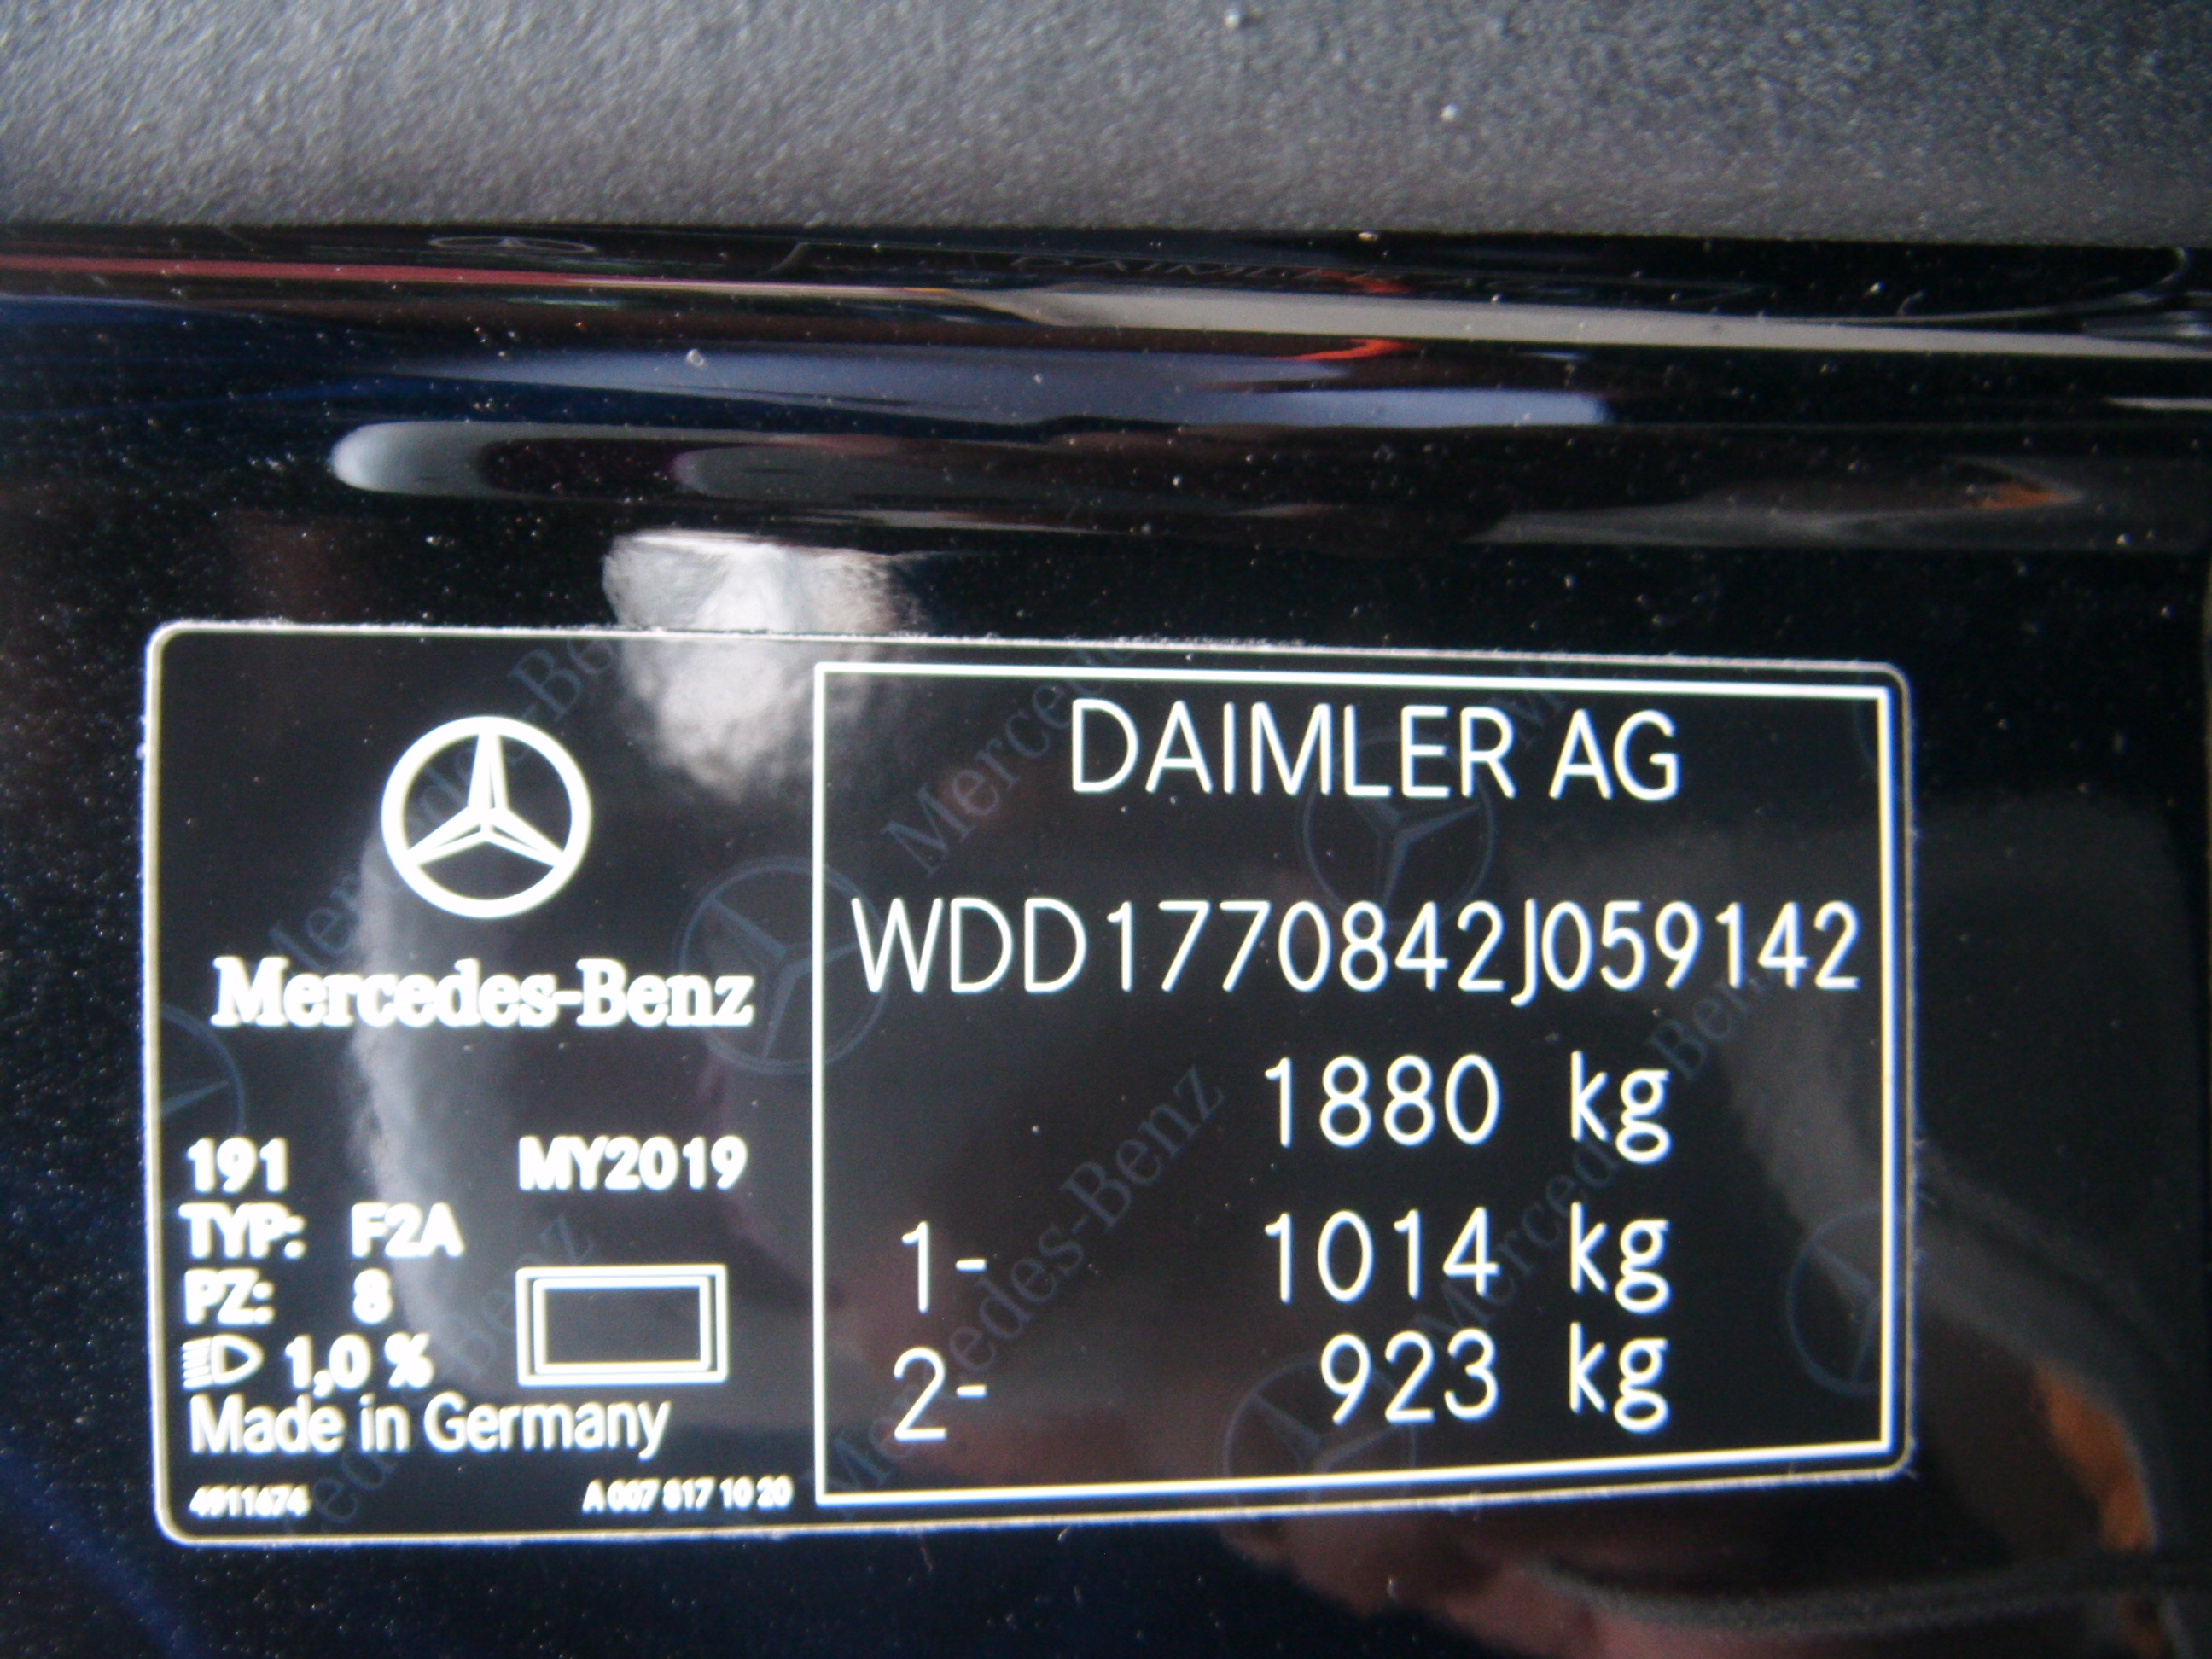 Mercedes-Benz
191 MY2019
TYP: F2A
PZ: 8
1,0 %
Made in Germany
4911674 A 007 817 10 20
DAIMLER AG
WDD1770842J059142
1880 kg
1- 1014 kg
2- 923 kg